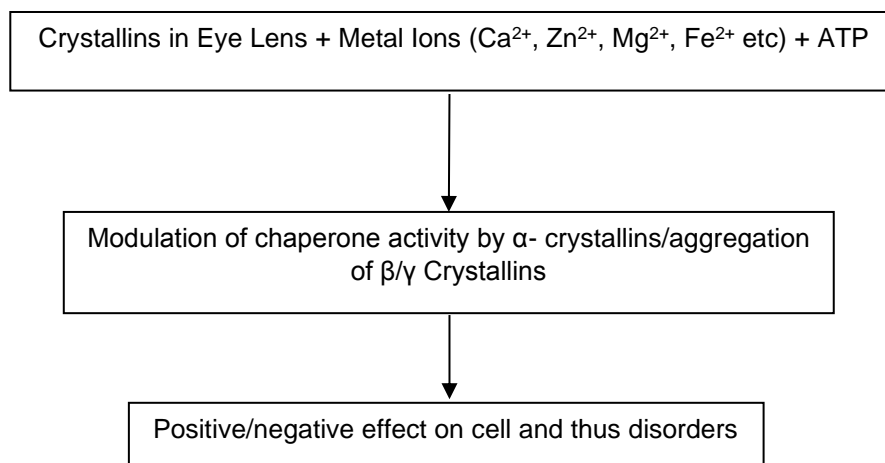 Crystallins in Eye Lens + Metal Ions (Ca²⁺, Zn²⁺, Mg²⁺, Fe²⁺ etc) + ATP
Modulation of chaperone activity by α- crystallins/aggregation
of β/γ Crystallins
Positive/negative effect on cell and thus disorders